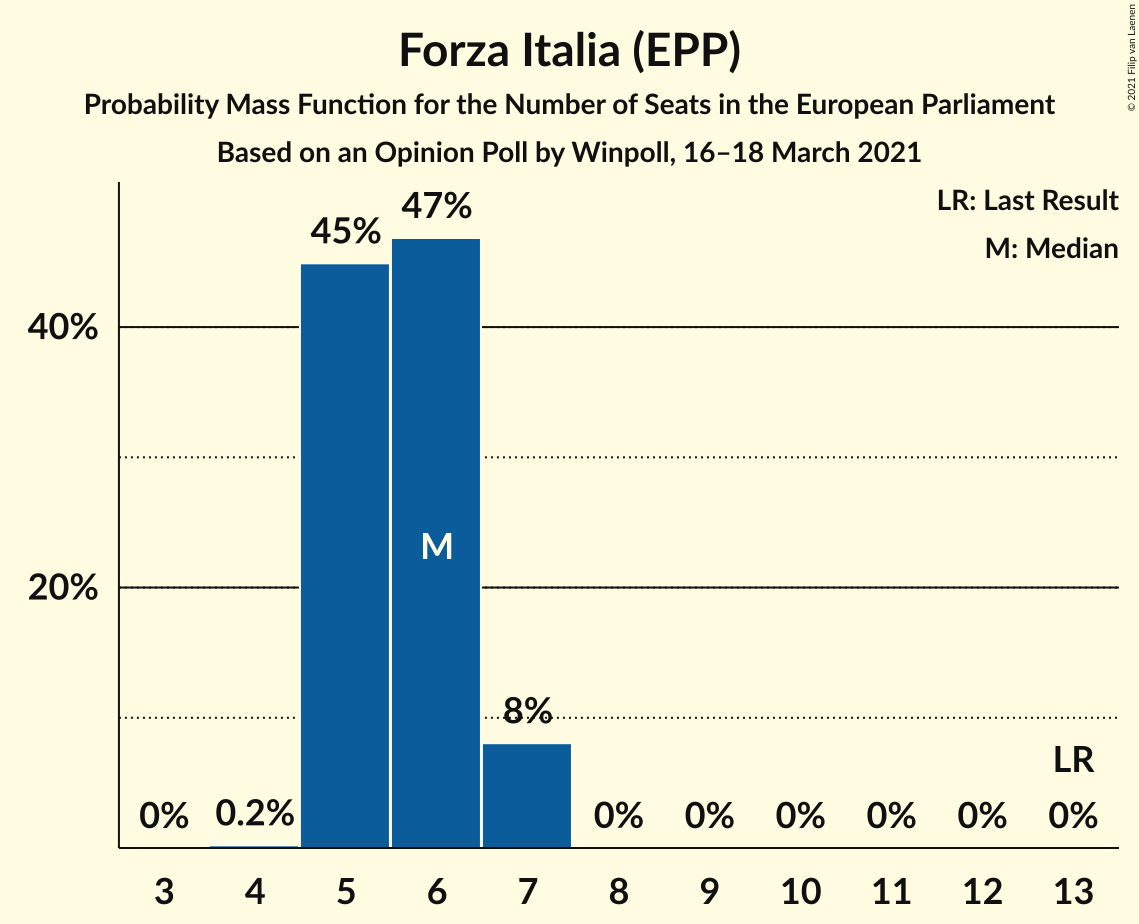 Forza Italia (EPP)
Probability Mass Function for the Number of Seats in the European Parliament
Based on an Opinion Poll by Winpoll, 16–18 March 2021
© 2021 Filip van Laenen
LR: Last Result
M: Median
40%
20%
0%
0.2%
45%
47%
M
8%
0%
0%
0%
0%
0%
LR
0%
3 4 5 6 7 8 9 10 11 12 13